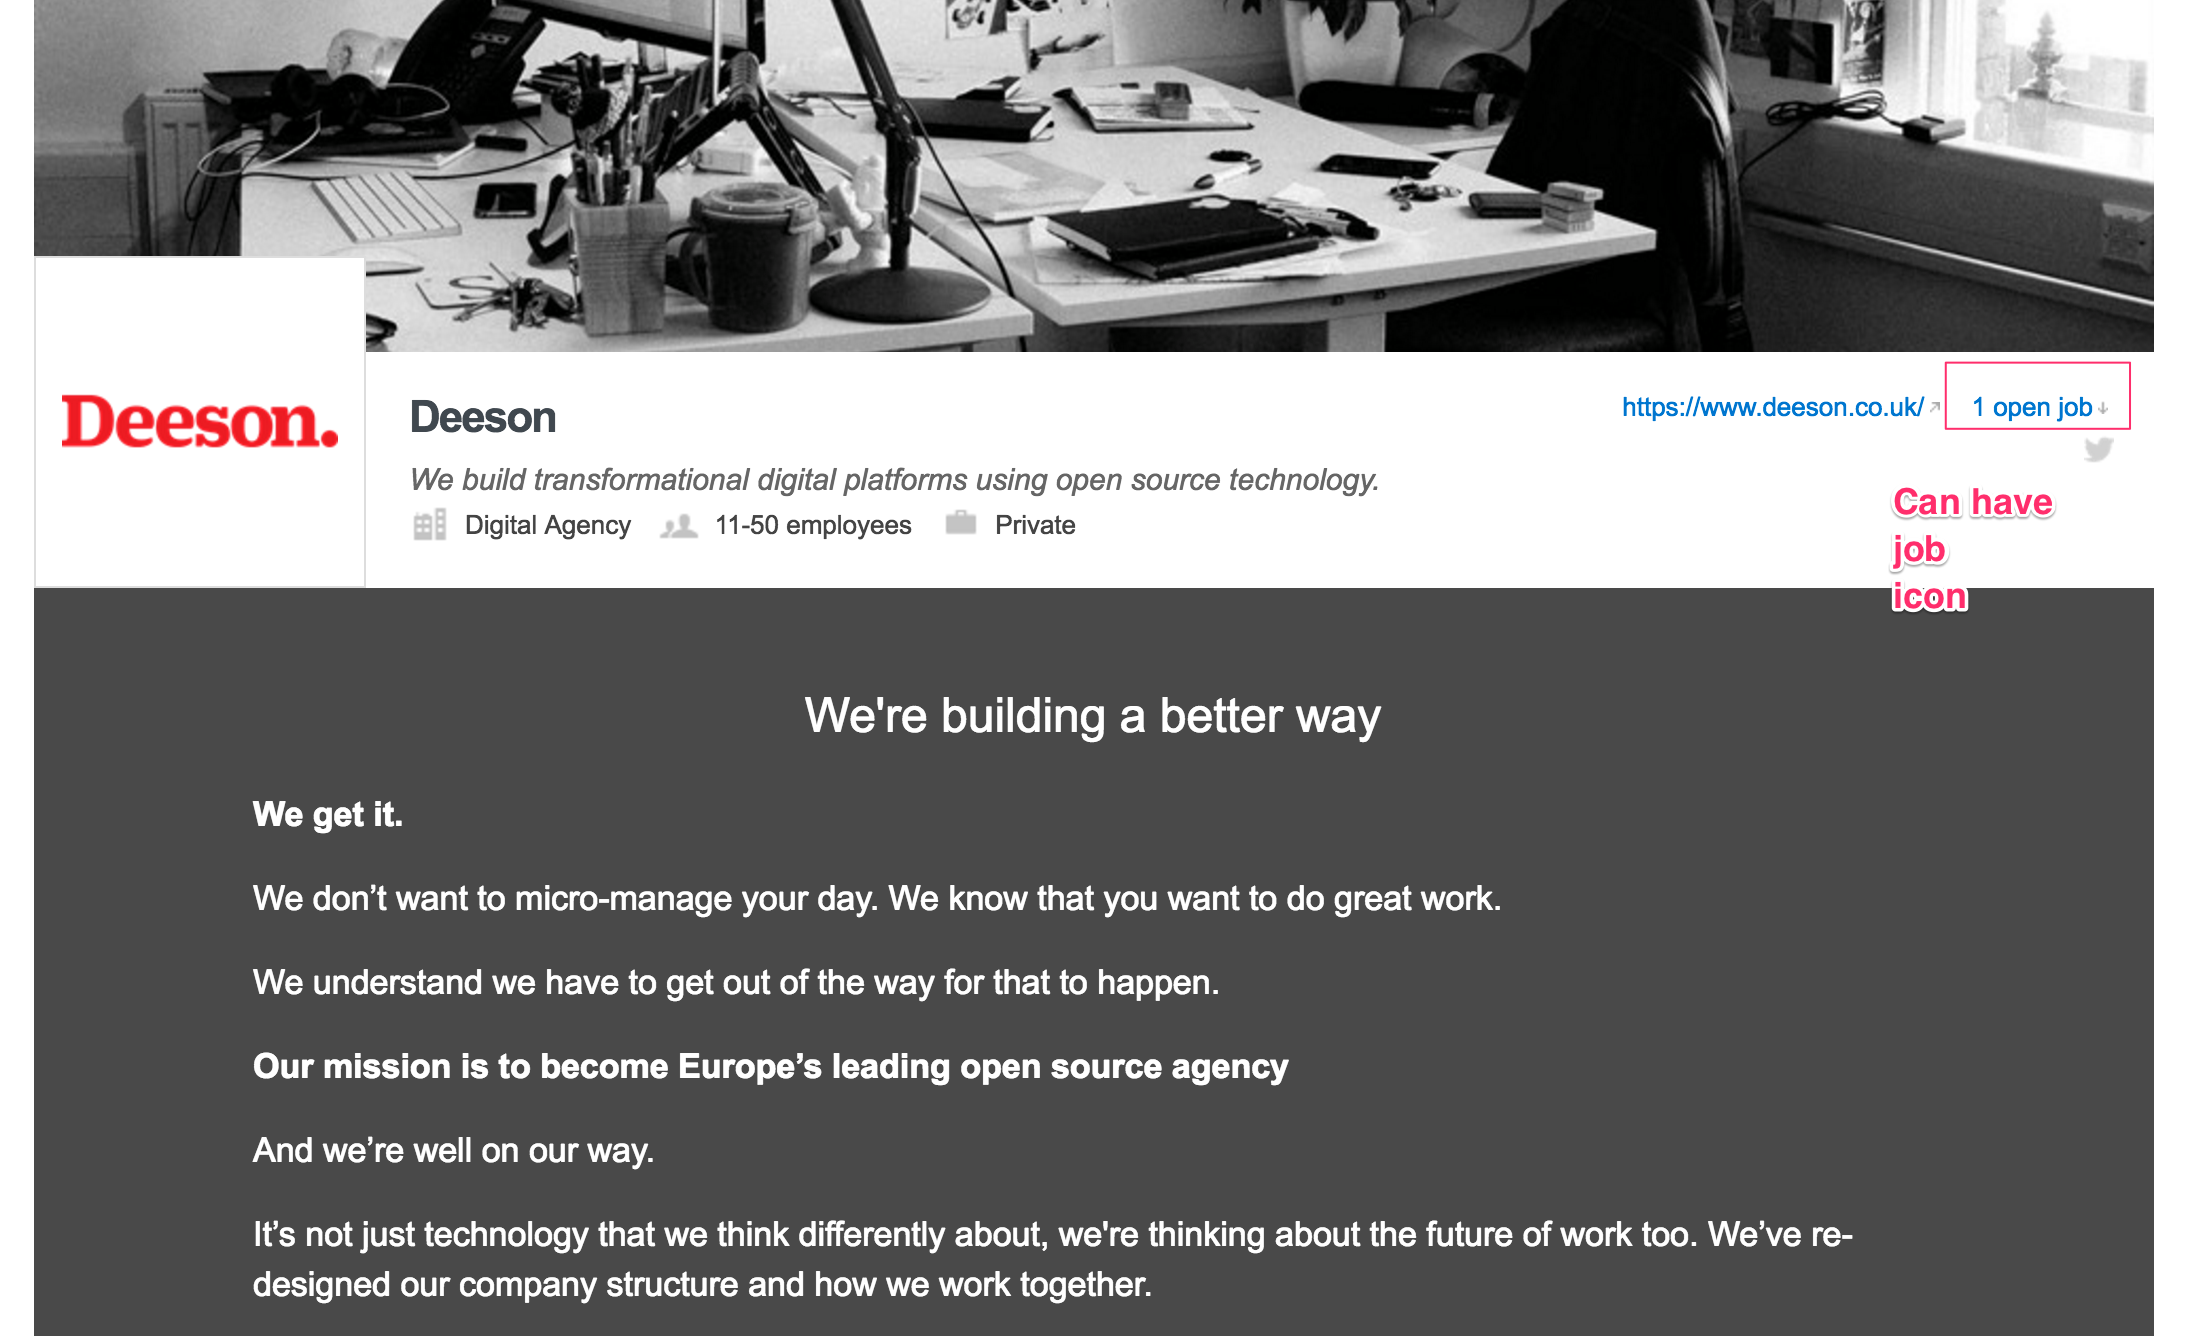 Deeson.
Deeson
https://www.deeson.co.uk/
1 open job
We build transformational digital platforms using open source technology.
Digital Agency
11-50 employees
Private
Can have
job
icon
We're building a better way
We get it.
We don’t want to micro-manage your day. We know that you want to do great work.
We understand we have to get out of the way for that to happen.
Our mission is to become Europe’s leading open source agency
And we’re well on our way.
It’s not just technology that we think differently about, we're thinking about the future of work too. We’ve re-
designed our company structure and how we work together.